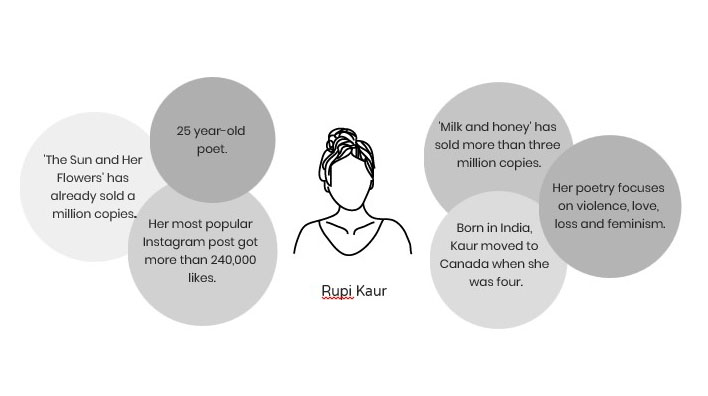 'The Sun and Her
Flowers' has
already sold a
million copies.
25 year-old
poet.
Her most popular
Instagram post got
more than 240,000
likes.
Rupi Kaur
'Milk and honey' has
sold more than three
million copies.
Her poetry focuses
on violence, love,
loss and feminism.
Born in India,
Kaur moved to
Canada when she
was four.